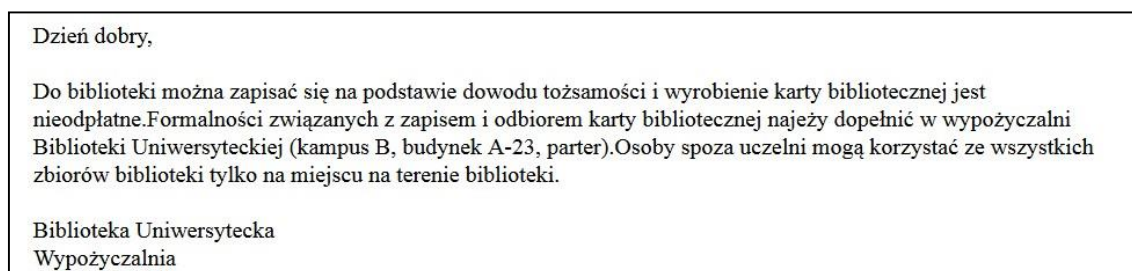 Dzień dobry,
Do biblioteki można zapisać się na podstawie dowodu tożsamości i wyrobienie karty bibliotecznej jest
nieodpłatne.Formalności związanych z zapisem i odbiorem karty bibliotecznej najeży dopełnić w wypożyczalni
Biblioteki Uniwersyteckiej (kampus B, budynek A-23, parter).Osoby spoza uczelni mogą korzystać ze wszystkich
zbiorów biblioteki tylko na miejscu na terenie biblioteki.
Biblioteka Uniwersytecka
Wypożyczalnia